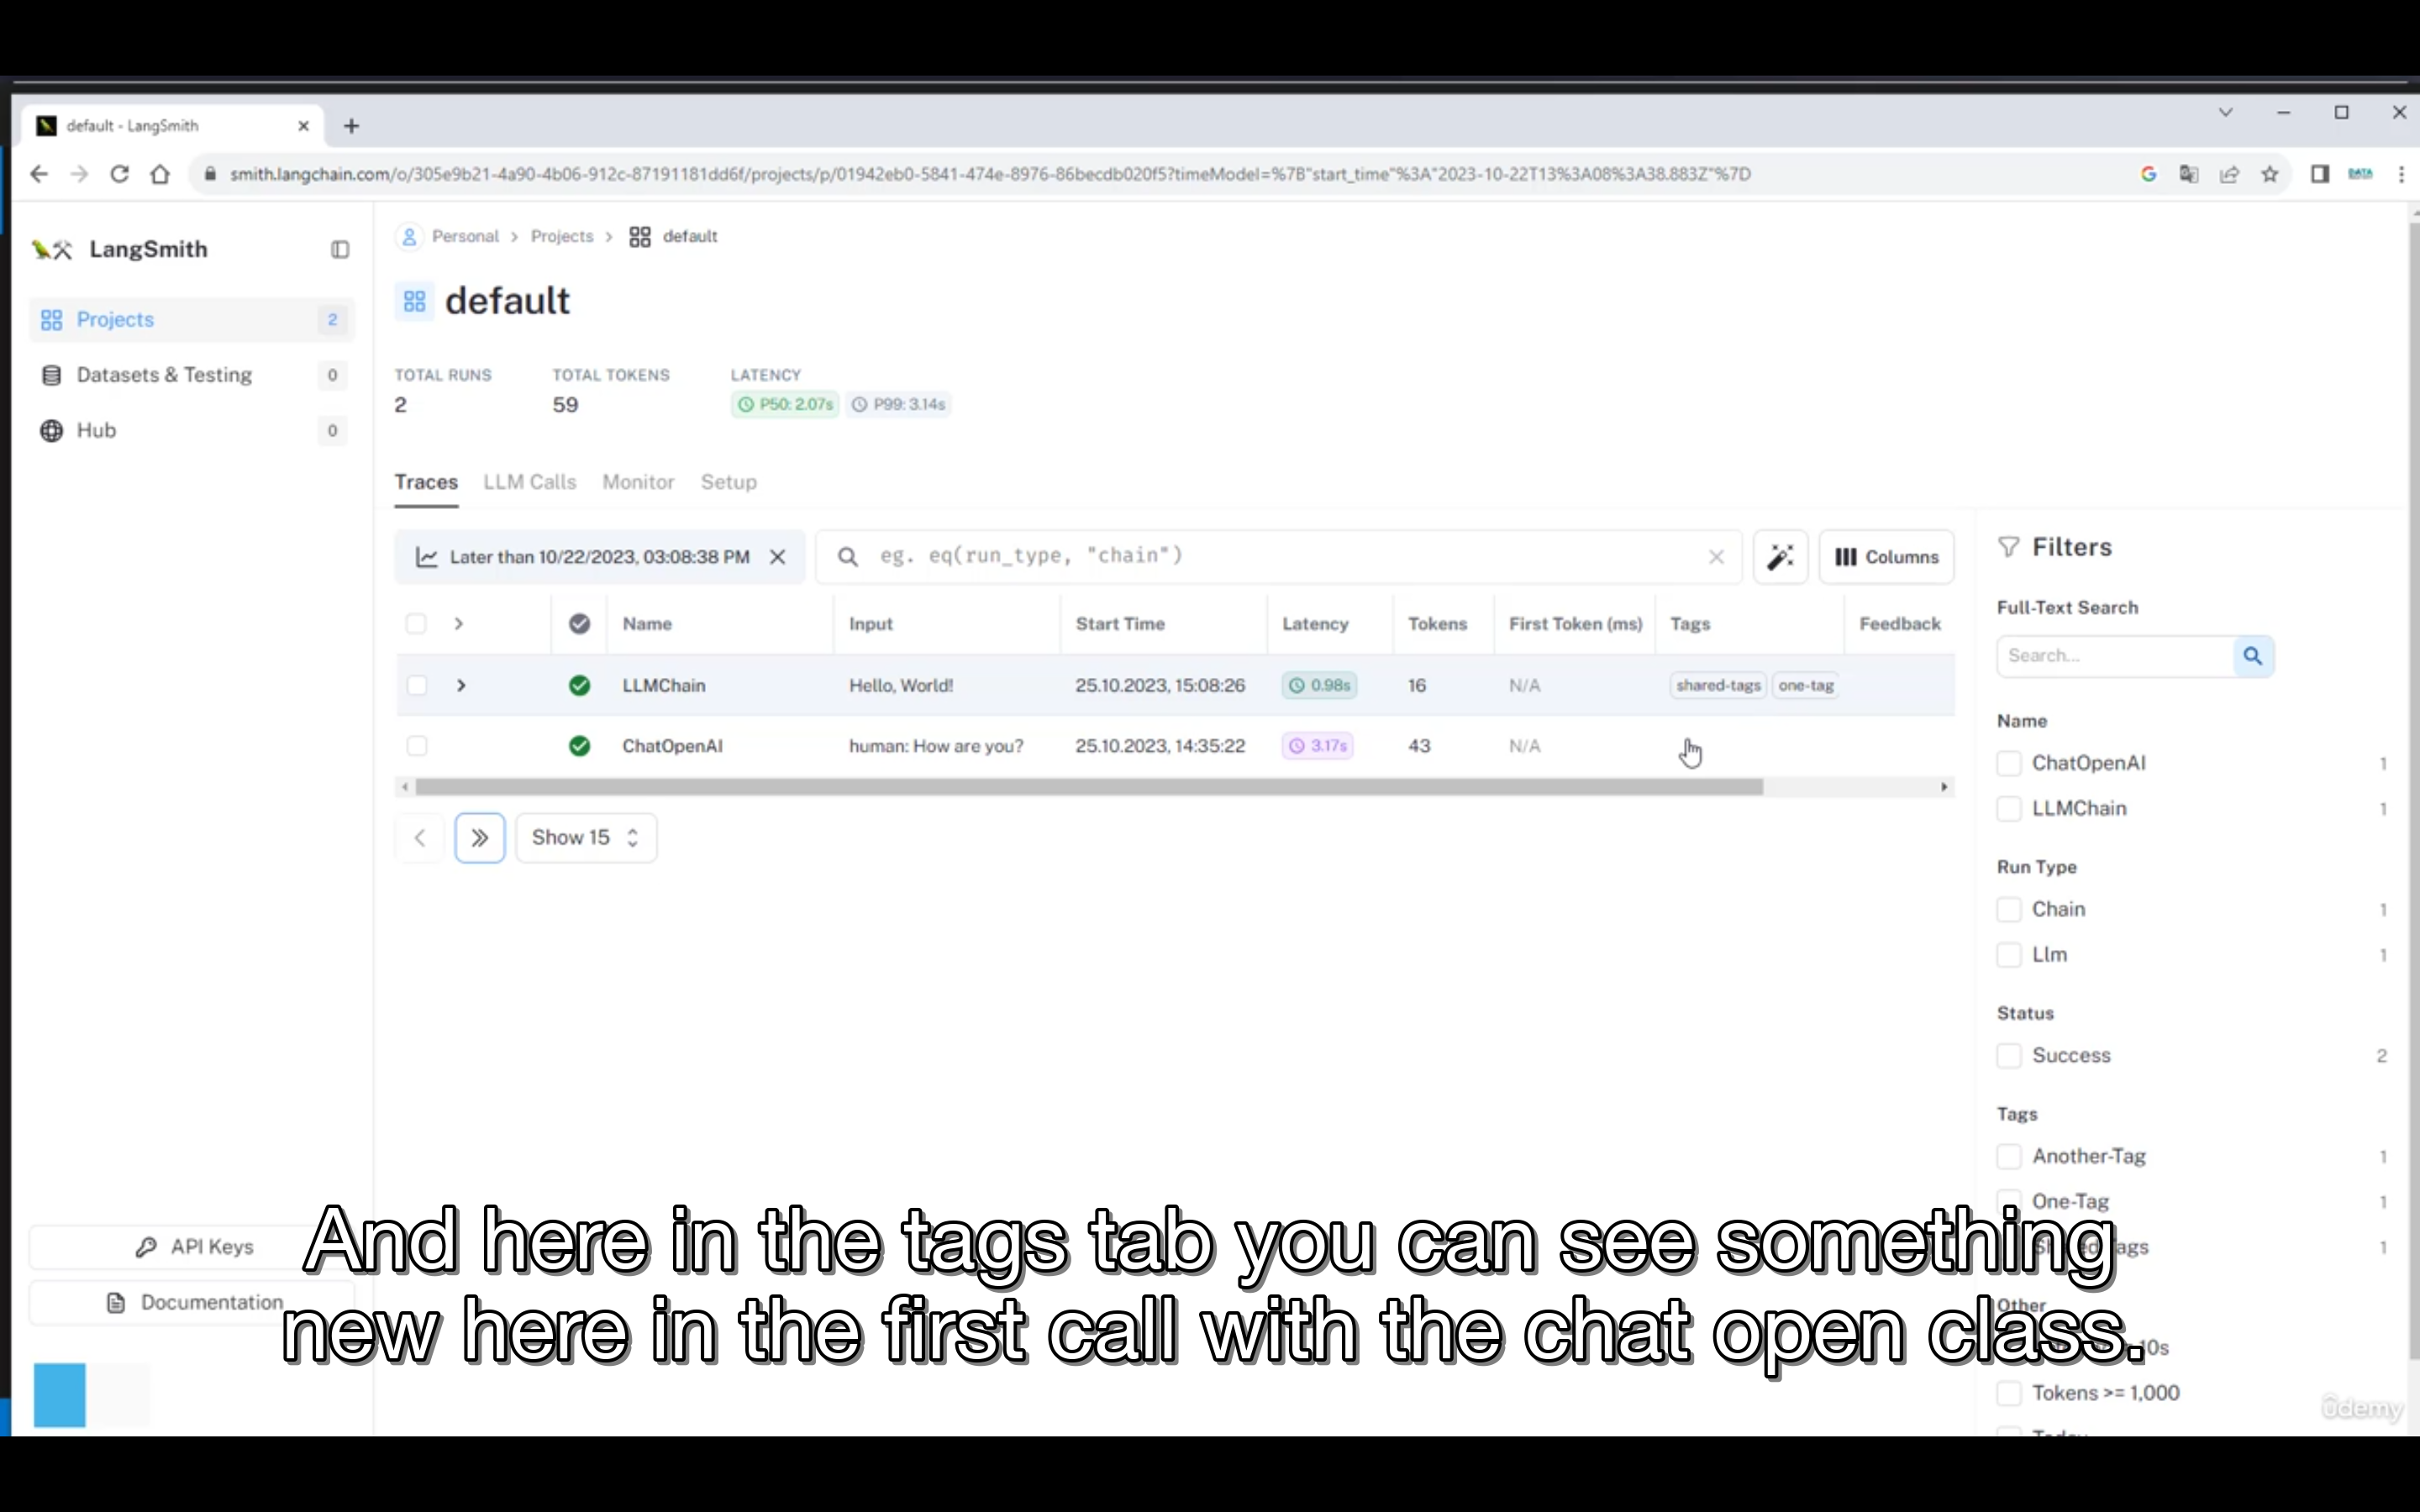 default - LangSmith
smith.langchain.com/o/305e9b21-4a90-4b06-912c-87191181dd6f/projects/p/01942eb0-5841-474e-8976-86becdb020f5?timeModel=%7B"start_time"%3A"2023-10-22T13%3A08%3A38.883Z"%7D
DATA
LangSmith
Projects 2
Datasets & Testing 0
Hub 0
Personal > Projects > default
default
TOTAL RUNS TOTAL TOKENS LATENCY
2 59 P50: 2.07s P99: 3.14s
Traces LLM Calls Monitor Setup
Later than 10/22/2023, 03:08:38 PM eg. eq(run_type, "chain") Columns
Name Input Start Time Latency Tokens First Token (ms) Tags Feedback
LLMChain Hello, World! 25.10.2023, 15:08:26 0.98s 16 N/A shared-tags one-tag
ChatOpenAI human: How are you? 25.10.2023, 14:35:22 3.17s 43 N/A
Show 15
Filters
Full-Text Search
Search...
Name
ChatOpenAI 1
LLMChain 1
Run Type
Chain 1
Llm 1
Status
Success 2
Tags
Another-Tag 1
One-Tag 1
1
Other
10s
Tokens >= 1,000
API Keys
Documentation
And here in the tags tab you can see something
new here in the first call with the chat open class.
ûdemy